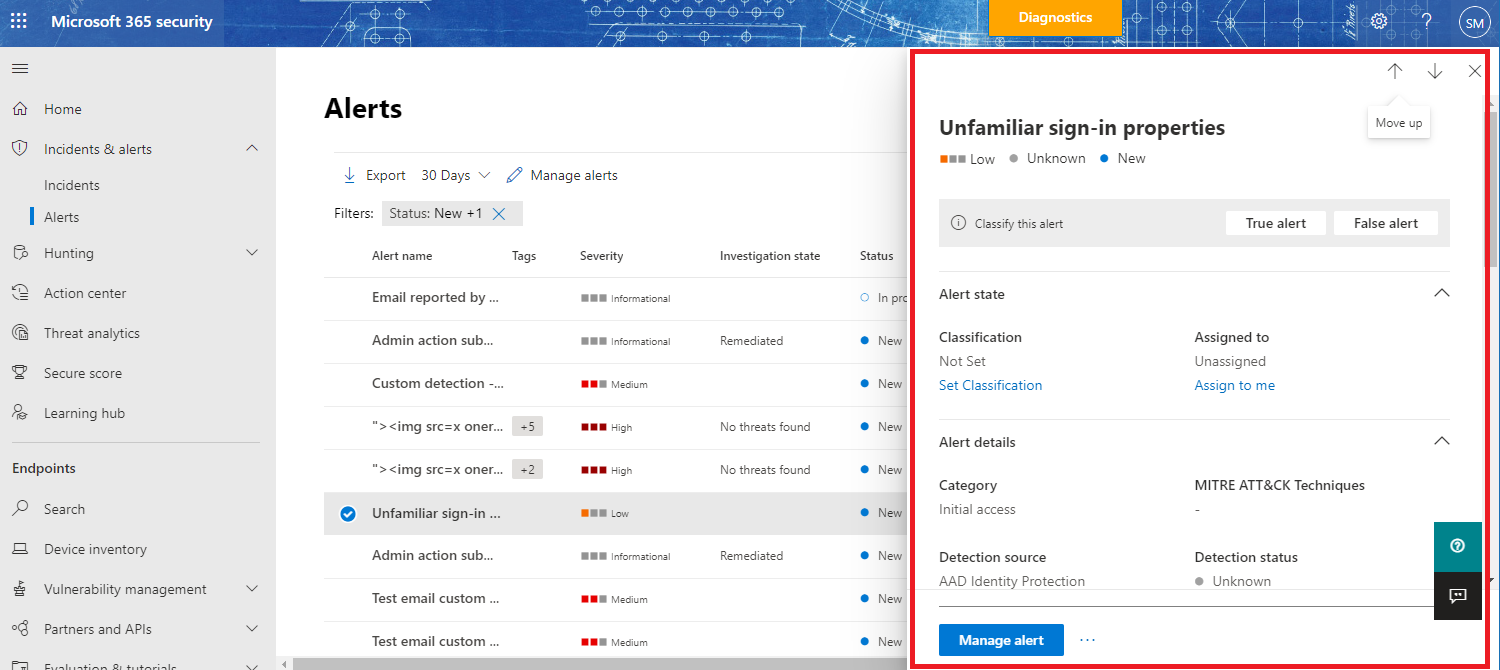 Microsoft 365 security
Diagnostics
SM
Home
Incidents & alerts
Incidents
Alerts
Hunting
Action center
Threat analytics
Secure score
Learning hub
Endpoints
Search
Device inventory
Vulnerability management
Partners and APIs
Evaluation & tutorials
Alerts
Export 30 Days Manage alerts
Filters: Status: New +1
Alert name Tags Severity Investigation state Status
Email reported by ... Informational In pro
Admin action sub... Informational Remediated New
Custom detection -... Medium New
"><img src=x oner... +5 High No threats found New
"><img src=x oner... +2 High No threats found New
Unfamiliar sign-in ... Low New
Admin action sub... Informational Remediated New
Test email custom ... Medium New
Test email custom ... Medium New
Move up
Unfamiliar sign-in properties
Low Unknown New
Classify this alert True alert False alert
Alert state
Classification Assigned to
Not Set Unassigned
Set Classification Assign to me
Alert details
Category MITRE ATT&CK Techniques
Initial access -
Detection source Detection status
AAD Identity Protection Unknown
Manage alert ...